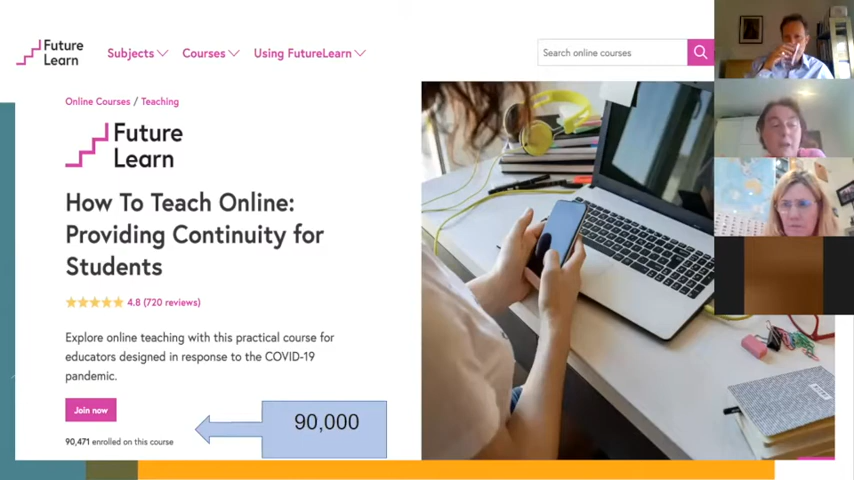 Future
Learn
Subjects
Courses
Using FutureLearn
Search online courses
Online Courses / Teaching
Future
Learn
How To Teach Online:
Providing Continuity for
Students
4.8 (720 reviews)
Explore online teaching with this practical course for
educators designed in response to the COVID-19
pandemic.
Join now
90,471 enrolled on this course
90,000